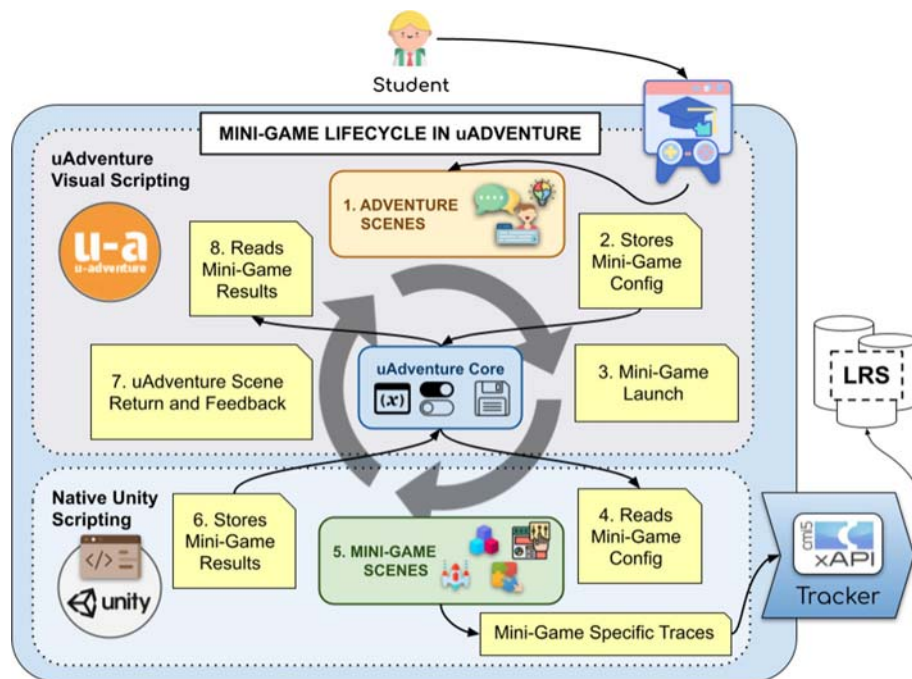 Student
MINI-GAME LIFECYCLE IN uADVENTURE
uAdventure
Visual Scripting
u-a
u-adventure
1. ADVENTURE
SCENES
2. Stores
Mini-Game
Config
3. Mini-Game
Launch
uAdventure Core
(x)
8. Reads
Mini-Game
Results
7. uAdventure Scene
Return and Feedback
Native Unity
Scripting
</>
unity
6. Stores
Mini-Game
Results
5. MINI-GAME
SCENES
4. Reads
Mini-Game
Config
Mini-Game Specific Traces
cmi5
xAPI
Tracker
LRS